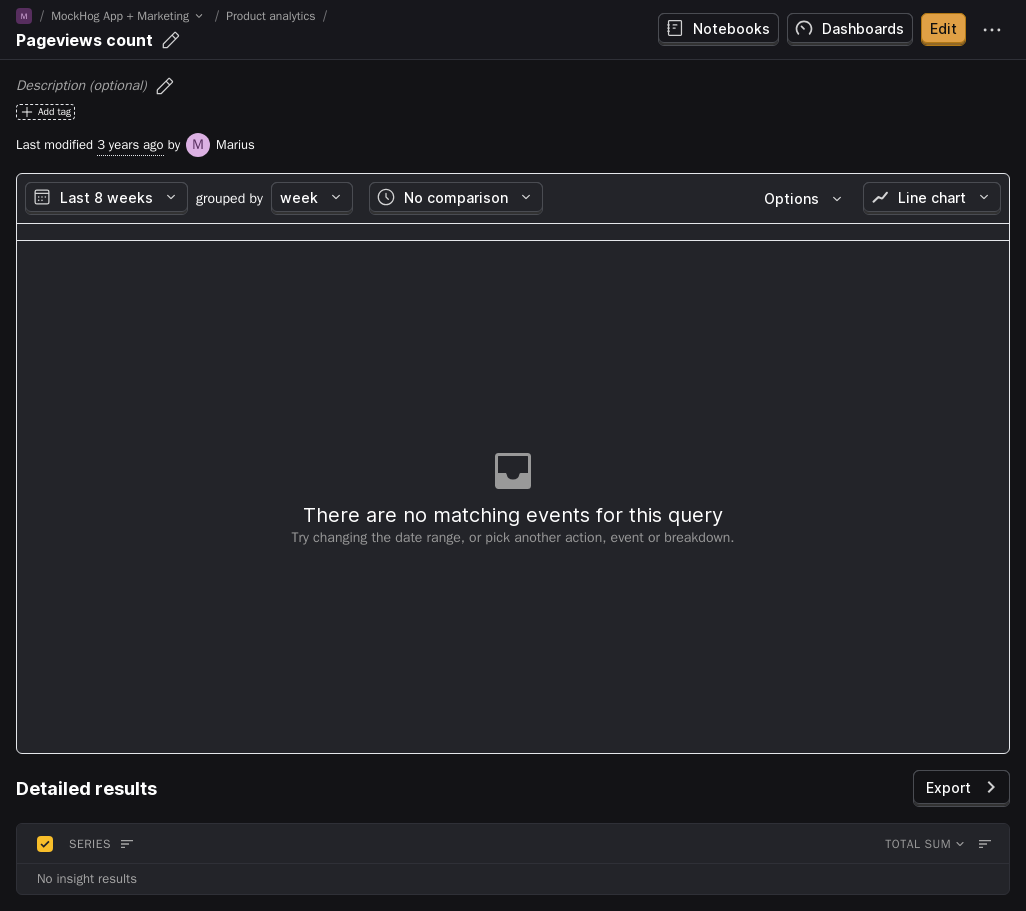 M / MockHog App + Marketing / Product analytics /
Pageviews count
Notebooks
Dashboards
Edit
Description (optional)
Add tag
Last modified 3 years ago by M Marius
Last 8 weeks grouped by week No comparison Options Line chart
There are no matching events for this query
Try changing the date range, or pick another action, event or breakdown.
Detailed results
Export
SERIES TOTAL SUM
No insight results